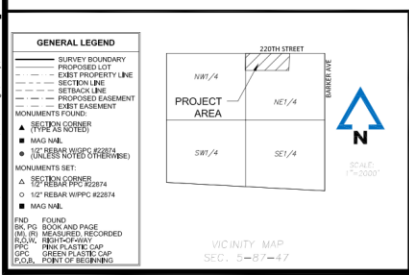 GENERAL LEGEND
SURVEY BOUNDARY
PROPOSED LOT
EXIST PROPERTY LINE
SECTION LINE
SETBACK LINE
PROPOSED EASEMENT
EXIST EASEMENT
MONUMENTS FOUND:
SECTION CORNER
(TYPE AS NOTED)
MAG NAIL
1/2" REBAR W/GPC #22874
(UNLESS NOTED OTHERWISE)
MONUMENTS SET:
SECTION CORNER
1/2" REBAR PPC #22874
1/2" REBAR W/PPC #22874
MAG NAIL
FND FOUND
BK, PG BOOK AND PAGE
(M), (R) MEASURED, RECORDED
R.O.W. RIGHT-OF-WAY
PPC PINK PLASTIC CAP
GPC GREEN PLASTIC CAP
P.O.B. POINT OF BEGINNING
220TH STREET
BARKER AVE
NW1/4
PROJECT
AREA
NE1/4
SW1/4
SE1/4
N
SCALE:
1"=2000'
VICINITY MAP
SEC. 5-87-47